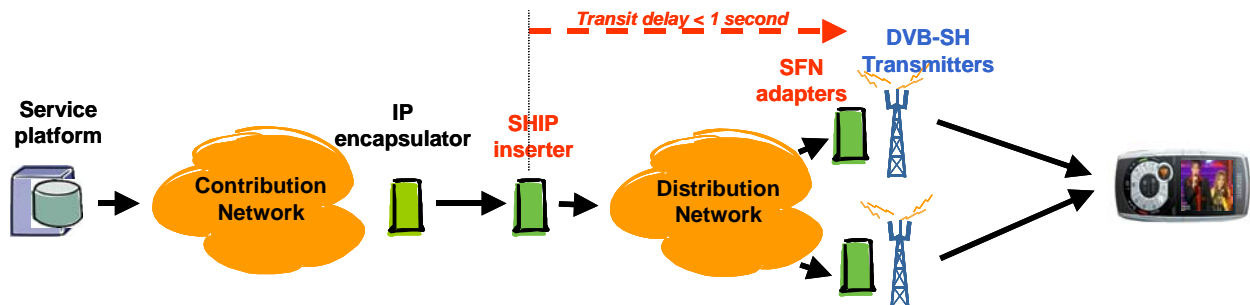 Transit delay < 1 second
DVB-SH
Transmitters
SFN
adapters
Service
platform
IP
encapsulator
SHIP
inserter
Contribution
Network
Distribution
Network